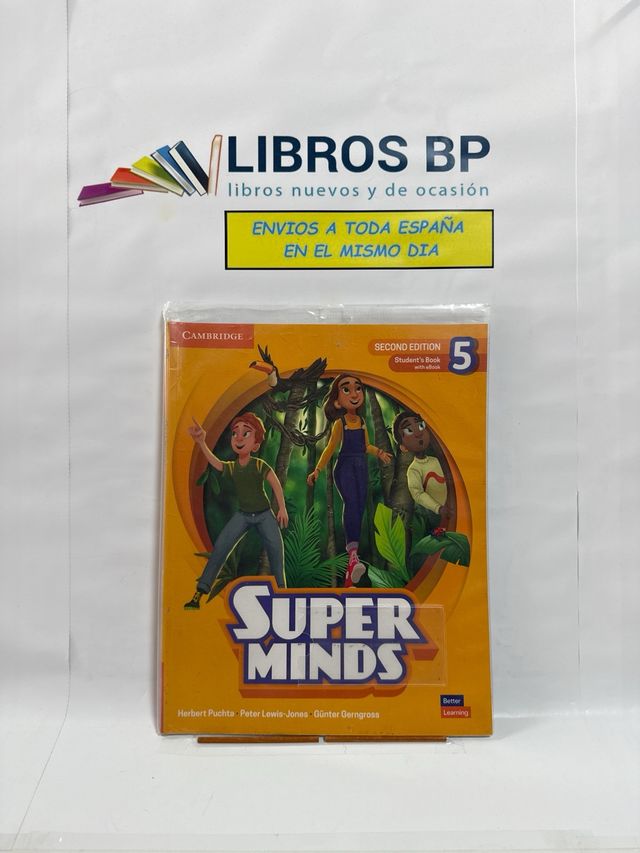 LIBROS BP
libros nuevos y de ocasión
ENVIOS A TODA ESPAÑA
EN EL MISMO DIA
CAMBRIDGE
SECOND EDITION
Student's Book
with eBook
5
SUPER
MINDS
Herbert Puchta · Peter Lewis-Jones · Günter Gerngross
Better
Learning